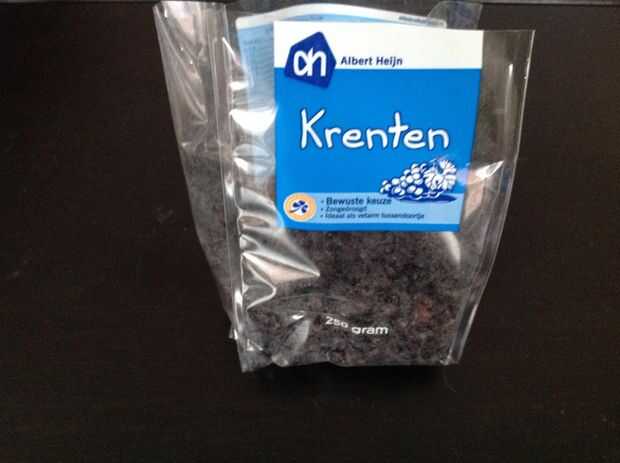 ah Albert Heijn
Krenten
• Bewuste keuze
• Zongedroogd
• Ideaal als vetarm tussendoortje
250 gram